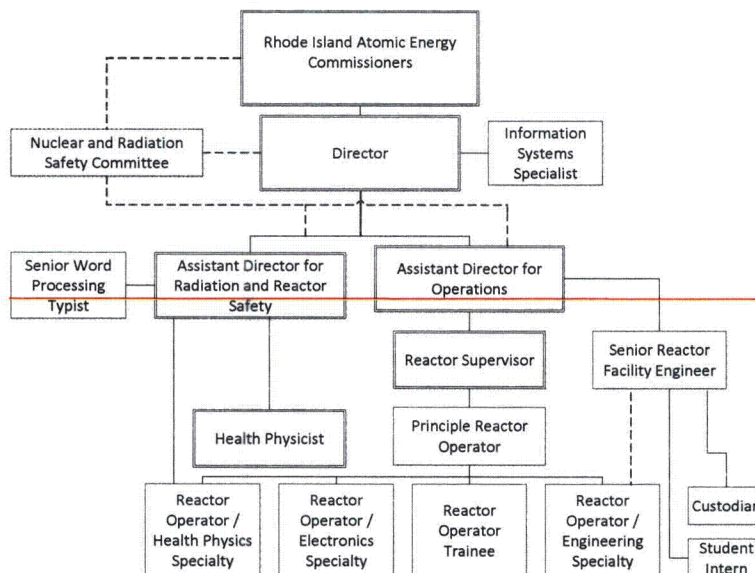 Rhode Island Atomic Energy
Commissioners
Nuclear and Radiation
Safety Committee
Director
Information
Systems
Specialist
Senior Word
Processing
Typist
Assistant Director for
Radiation and Reactor
Safety
Assistant Director for
Operations
Reactor Supervisor
Senior Reactor
Facility Engineer
Health Physicist
Principle Reactor
Operator
Reactor
Operator /
Health Physics
Specialty
Reactor
Operator /
Electronics
Specialty
Reactor
Operator
Trainee
Reactor
Operator /
Engineering
Specialty
Custodian
Student
Intern